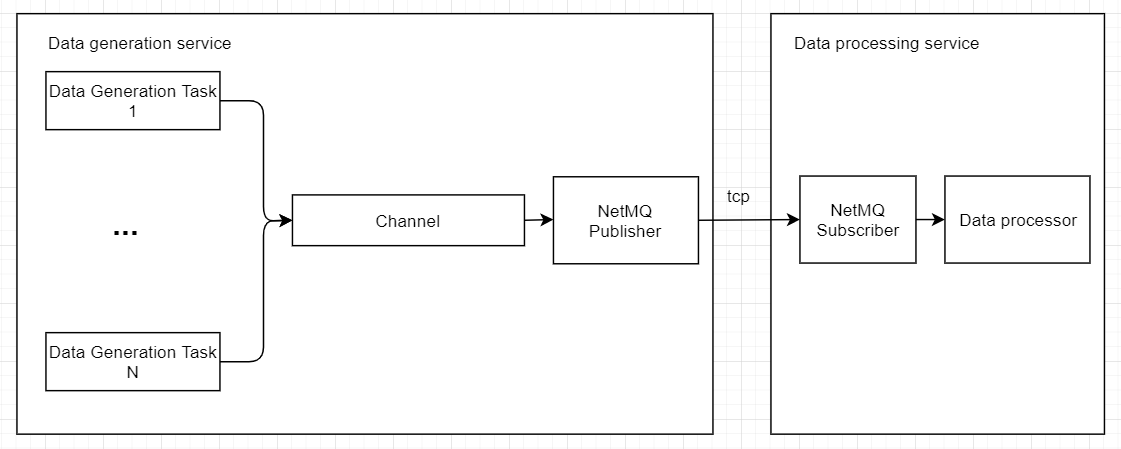 Data generation service
Data Generation Task
1
...
Data Generation Task
N
Channel
NetMQ
Publisher
tcp
Data processing service
NetMQ
Subscriber
Data processor